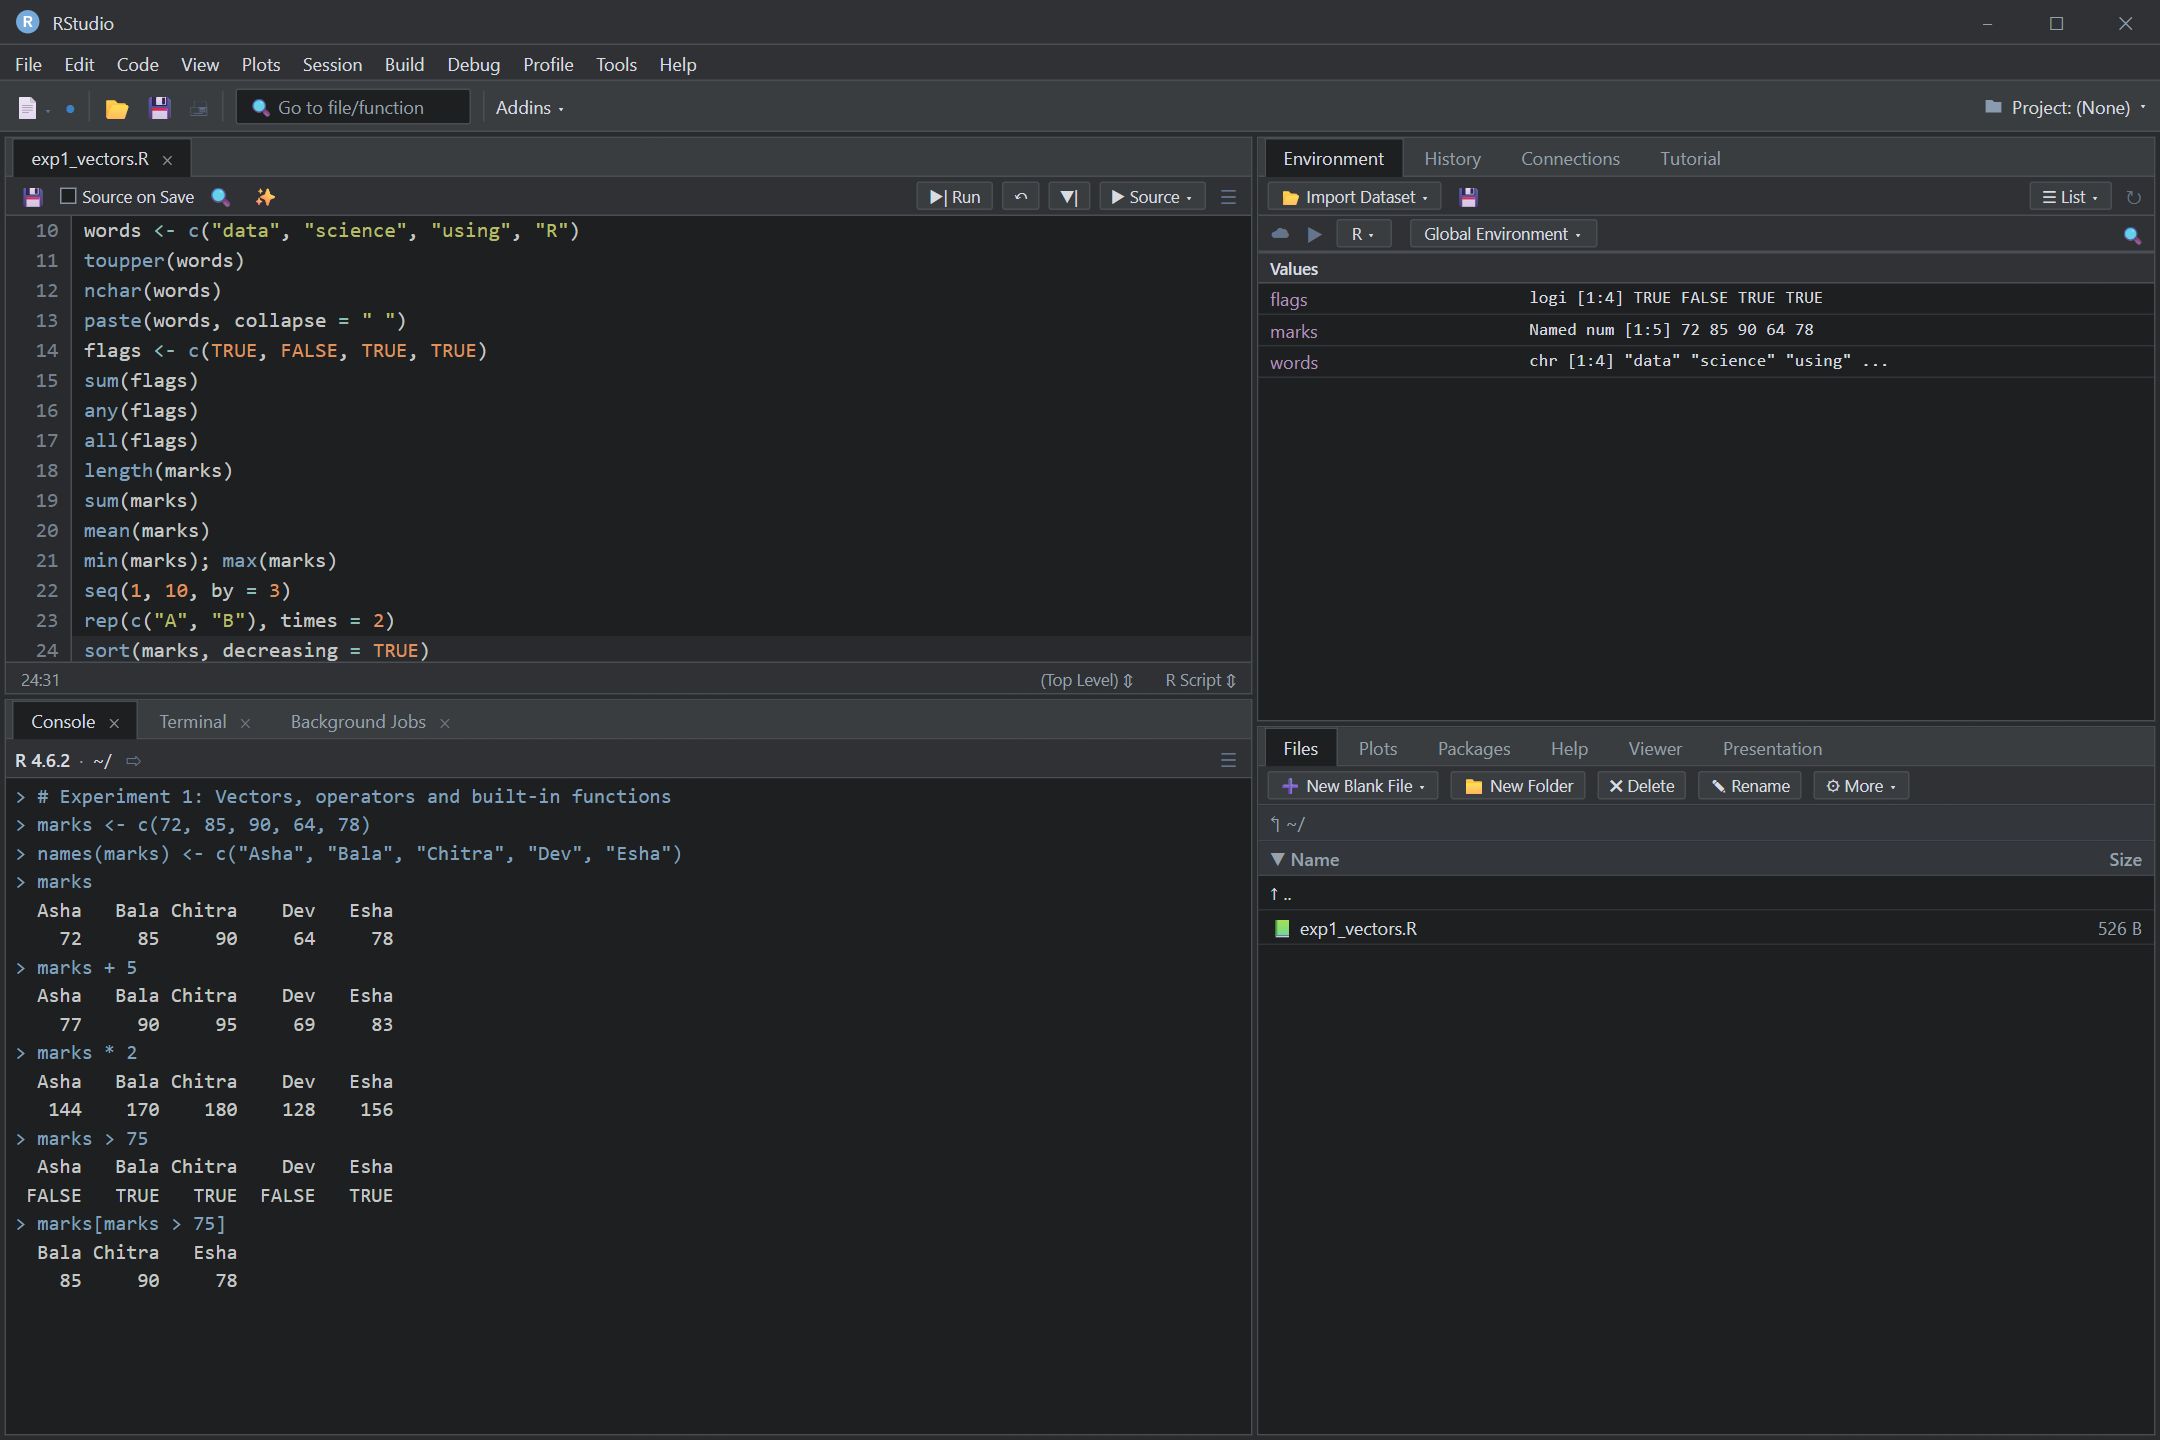 R RStudio
File Edit Code View Plots Session Build Debug Profile Tools Help
Go to file/function Addins Project: (None)
exp1_vectors.R
Source on Save Run Source
10 words <- c("data", "science", "using", "R")
11 toupper(words)
12 nchar(words)
13 paste(words, collapse = " ")
14 flags <- c(TRUE, FALSE, TRUE, TRUE)
15 sum(flags)
16 any(flags)
17 all(flags)
18 length(marks)
19 sum(marks)
20 mean(marks)
21 min(marks); max(marks)
22 seq(1, 10, by = 3)
23 rep(c("A", "B"), times = 2)
24 sort(marks, decreasing = TRUE)
24:31 (Top Level) R Script
Console Terminal Background Jobs
R 4.6.2 · ~/
> # Experiment 1: Vectors, operators and built-in functions
> marks <- c(72, 85, 90, 64, 78)
> names(marks) <- c("Asha", "Bala", "Chitra", "Dev", "Esha")
> marks
Asha Bala Chitra Dev Esha
72 85 90 64 78
> marks + 5
Asha Bala Chitra Dev Esha
77 90 95 69 83
> marks * 2
Asha Bala Chitra Dev Esha
144 170 180 128 156
> marks > 75
Asha Bala Chitra Dev Esha
FALSE TRUE TRUE FALSE TRUE
> marks[marks > 75]
Bala Chitra Esha
85 90 78
Environment History Connections Tutorial
Import Dataset List
R Global Environment
Values
flags logi [1:4] TRUE FALSE TRUE TRUE
marks Named num [1:5] 72 85 90 64 78
words chr [1:4] "data" "science" "using" ...
Files Plots Packages Help Viewer Presentation
New Blank File New Folder Delete Rename More
~/
Name Size
..
exp1_vectors.R 526 B